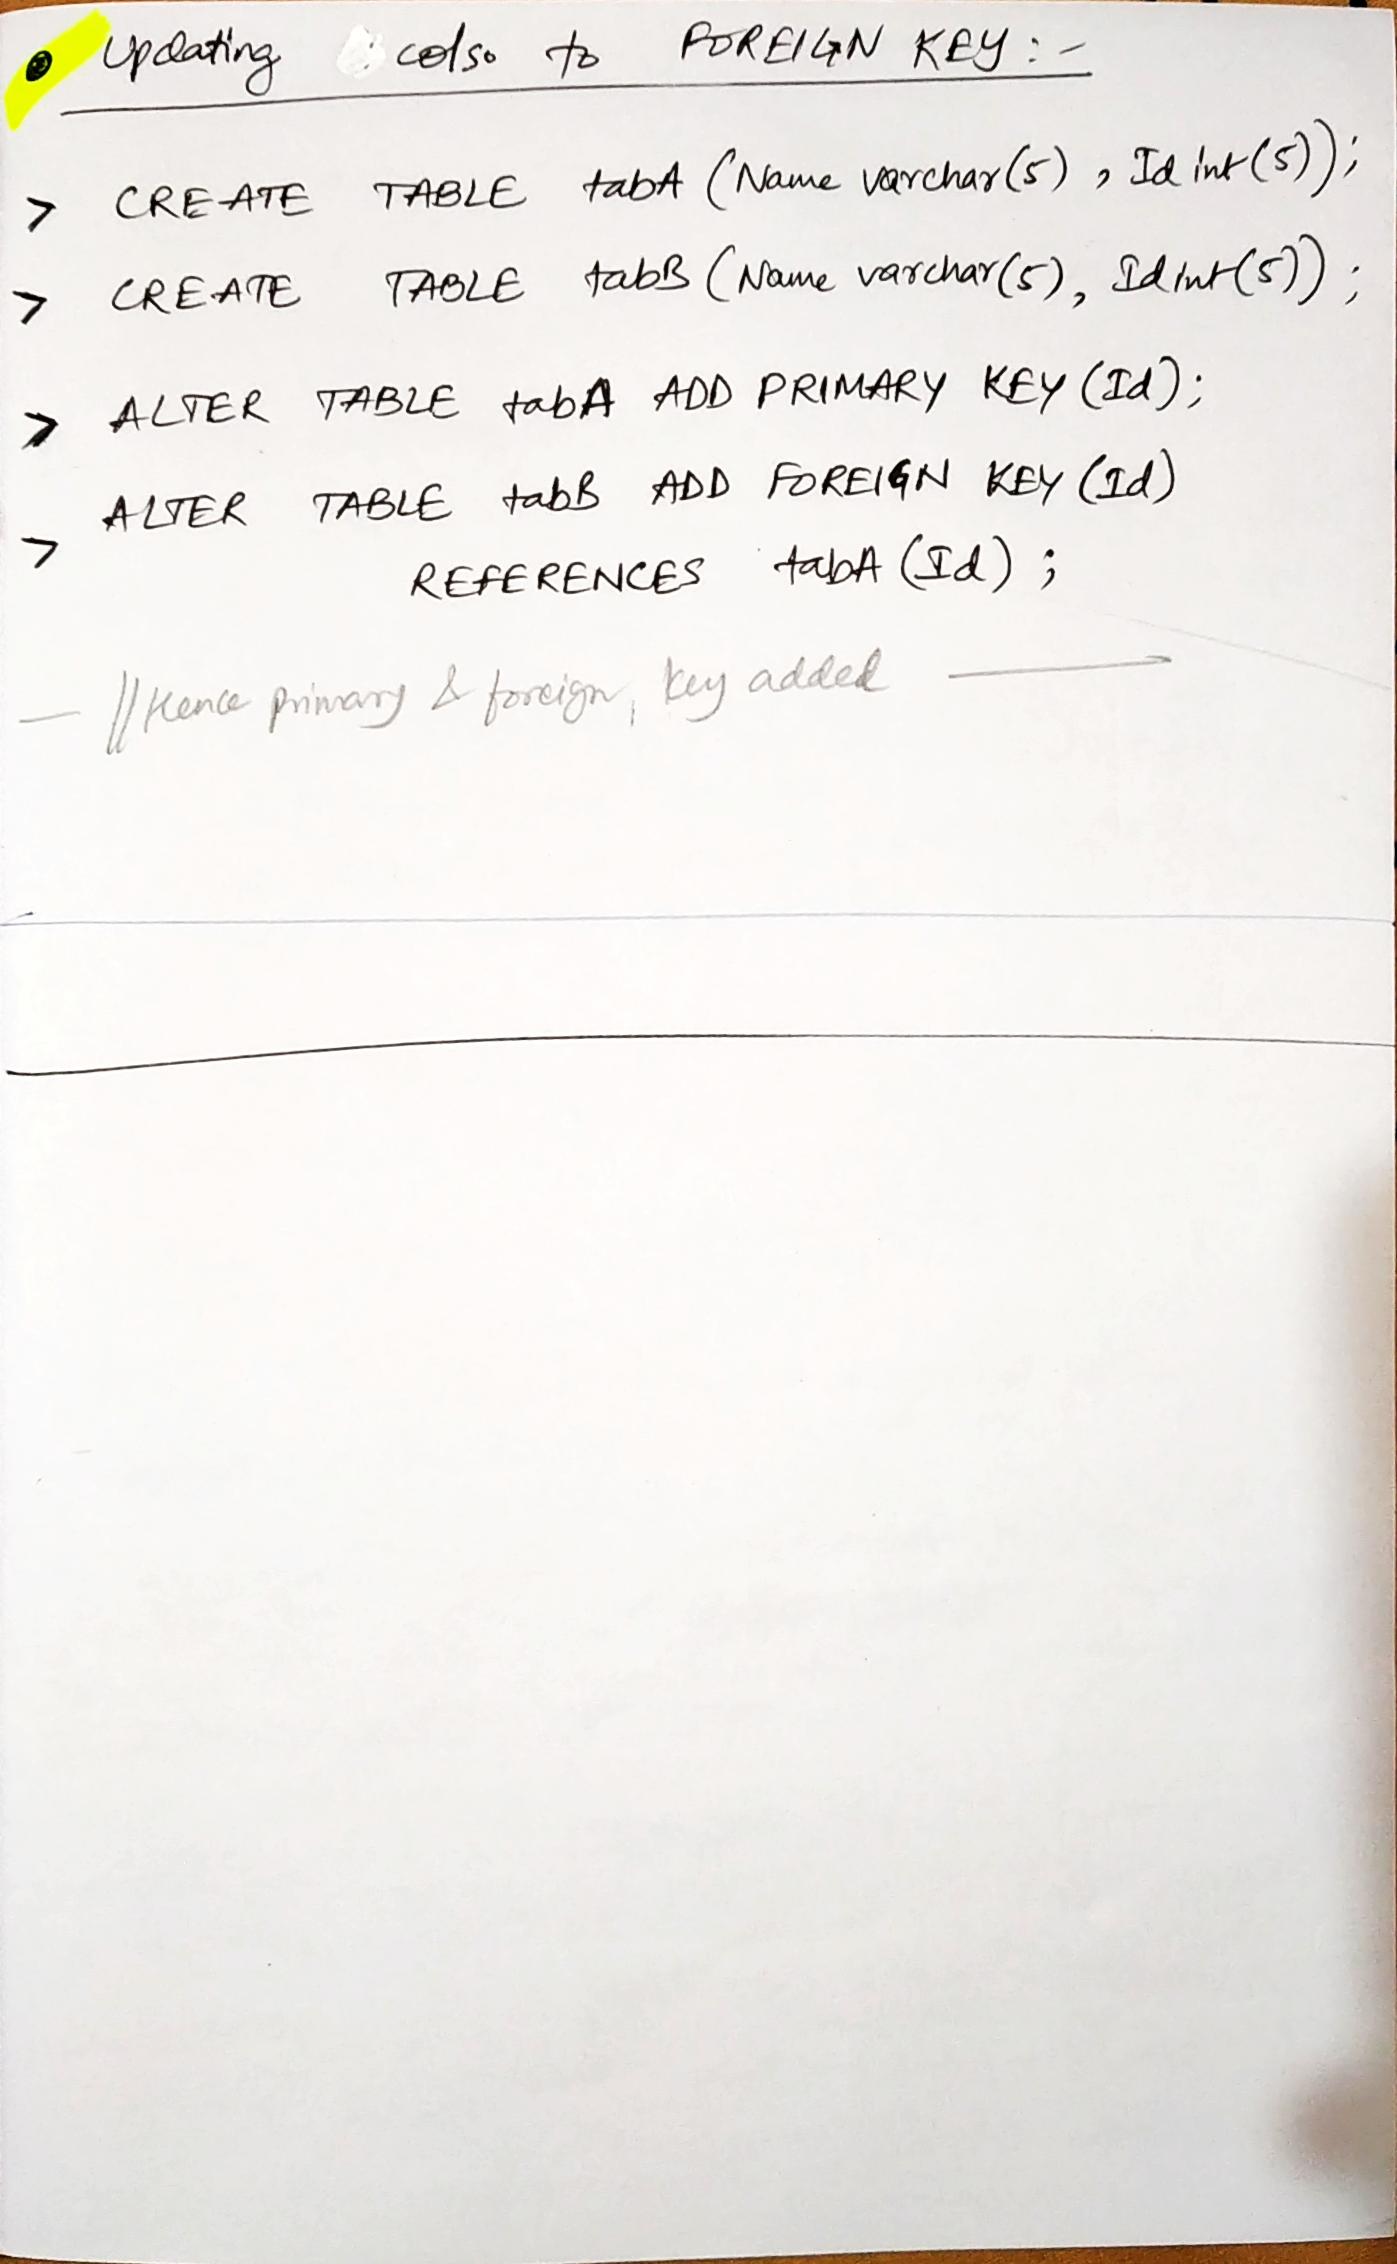 Updating cols. to FOREIGN KEY :-
> CREATE TABLE tabA (Name varchar(5) , Id int(5));
> CREATE TABLE tabB (Name varchar(5), Id int(5)) ;
> ALTER TABLE tabA ADD PRIMARY KEY (Id);
> ALTER TABLE tabB ADD FOREIGN KEY (Id)
REFERENCES tabA (Id) ;
— // Hence primary & foreign, key added —